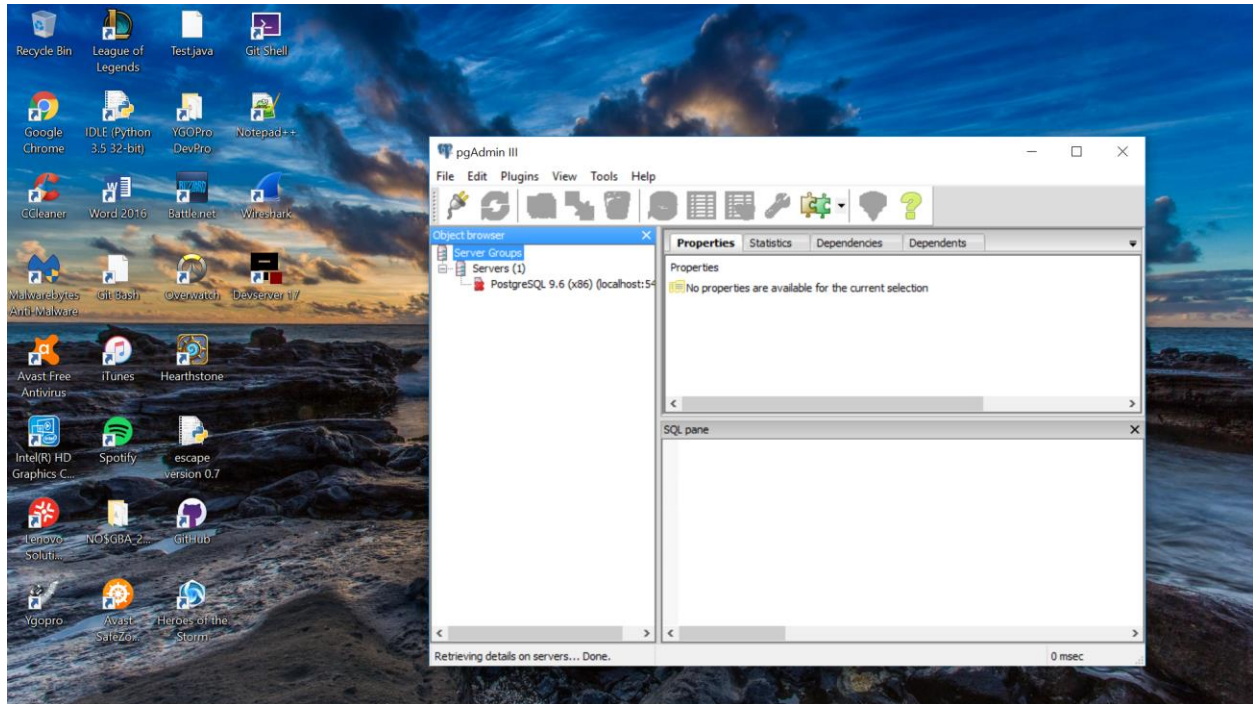 Recycle Bin
League of
Legends
Test.java
Git Shell
Google
Chrome
IDLE (Python
3.5 32-bit)
YGOPro
DevPro
Notepad++
CCleaner
Word 2016
Battle.net
Wireshark
Malwarebytes
Anti-Malware
Git Bash
Overwatch
Devserver 17
Avast Free
Antivirus
iTunes
Hearthstone
Intel(R) HD
Graphics C...
Spotify
escape
version 0.7
Lenovo
Soluti...
NO$GBA_2...
GitHub
Ygopro
Avast
SafeZo...
Heroes of the
Storm
pgAdmin III
File Edit Plugins View Tools Help
Object browser
Server Groups
Servers (1)
PostgreSQL 9.6 (x86) (localhost:54
Properties Statistics Dependencies Dependents
Properties
No properties are available for the current selection
SQL pane
Retrieving details on servers... Done.
0 msec